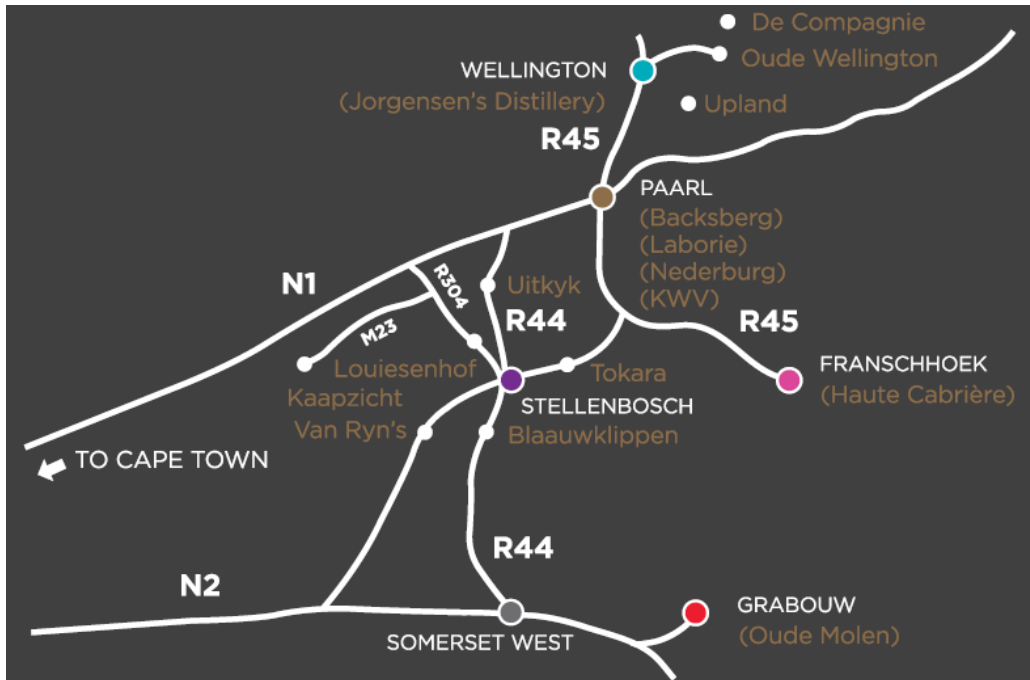 De Compagnie
Oude Wellington
WELLINGTON
(Jorgensen's Distillery)
Upland
R45
PAARL
(Backsberg)
(Laborie)
(Nederburg)
(KWV)
N1
R304
Uitkyk
R44
R45
M23
Louiesenhof
Tokara
FRANSCHHOEK
(Haute Cabrière)
Kaapzicht
STELLENBOSCH
Van Ryn's
Blaauwklippen
TO CAPE TOWN
R44
N2
GRABOUW
(Oude Molen)
SOMERSET WEST